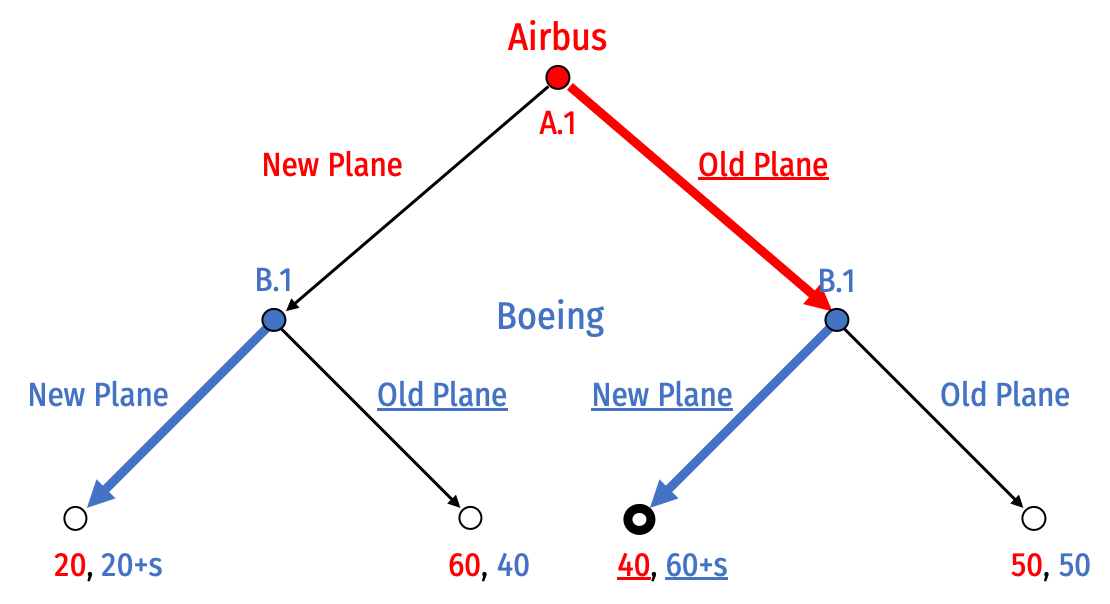 Airbus
A.1
New Plane
Old Plane
B.1
B.1
Boeing
New Plane
Old Plane
New Plane
Old Plane
20, 20+s
60, 40
40, 60+s
50, 50